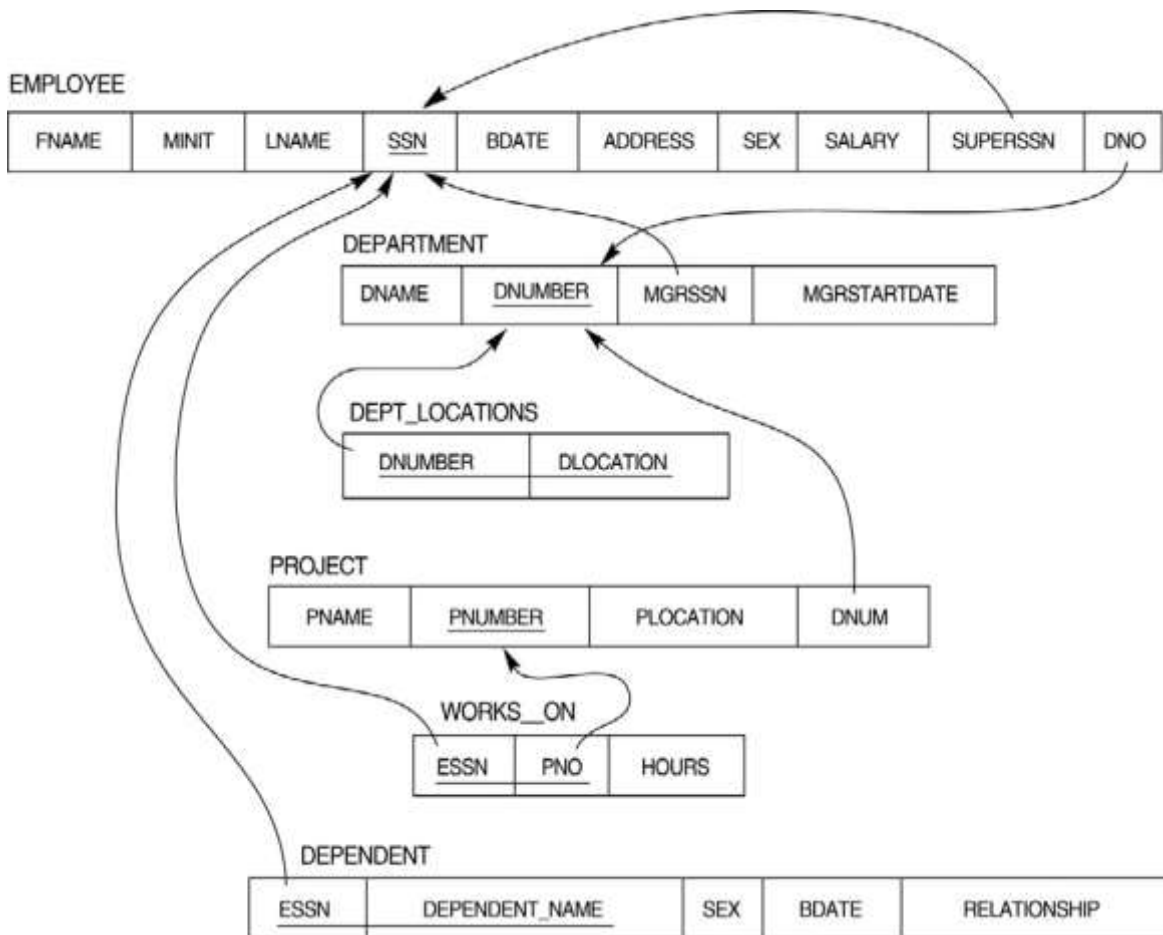 EMPLOYEE
FNAME MINIT LNAME SSN BDATE ADDRESS SEX SALARY SUPERSSN DNO
DEPARTMENT
DNAME DNUMBER MGRSSN MGRSTARTDATE
DEPT_LOCATIONS
DNUMBER DLOCATION
PROJECT
PNAME PNUMBER PLOCATION DNUM
WORKS__ON
ESSN PNO HOURS
DEPENDENT
ESSN DEPENDENT_NAME SEX BDATE RELATIONSHIP